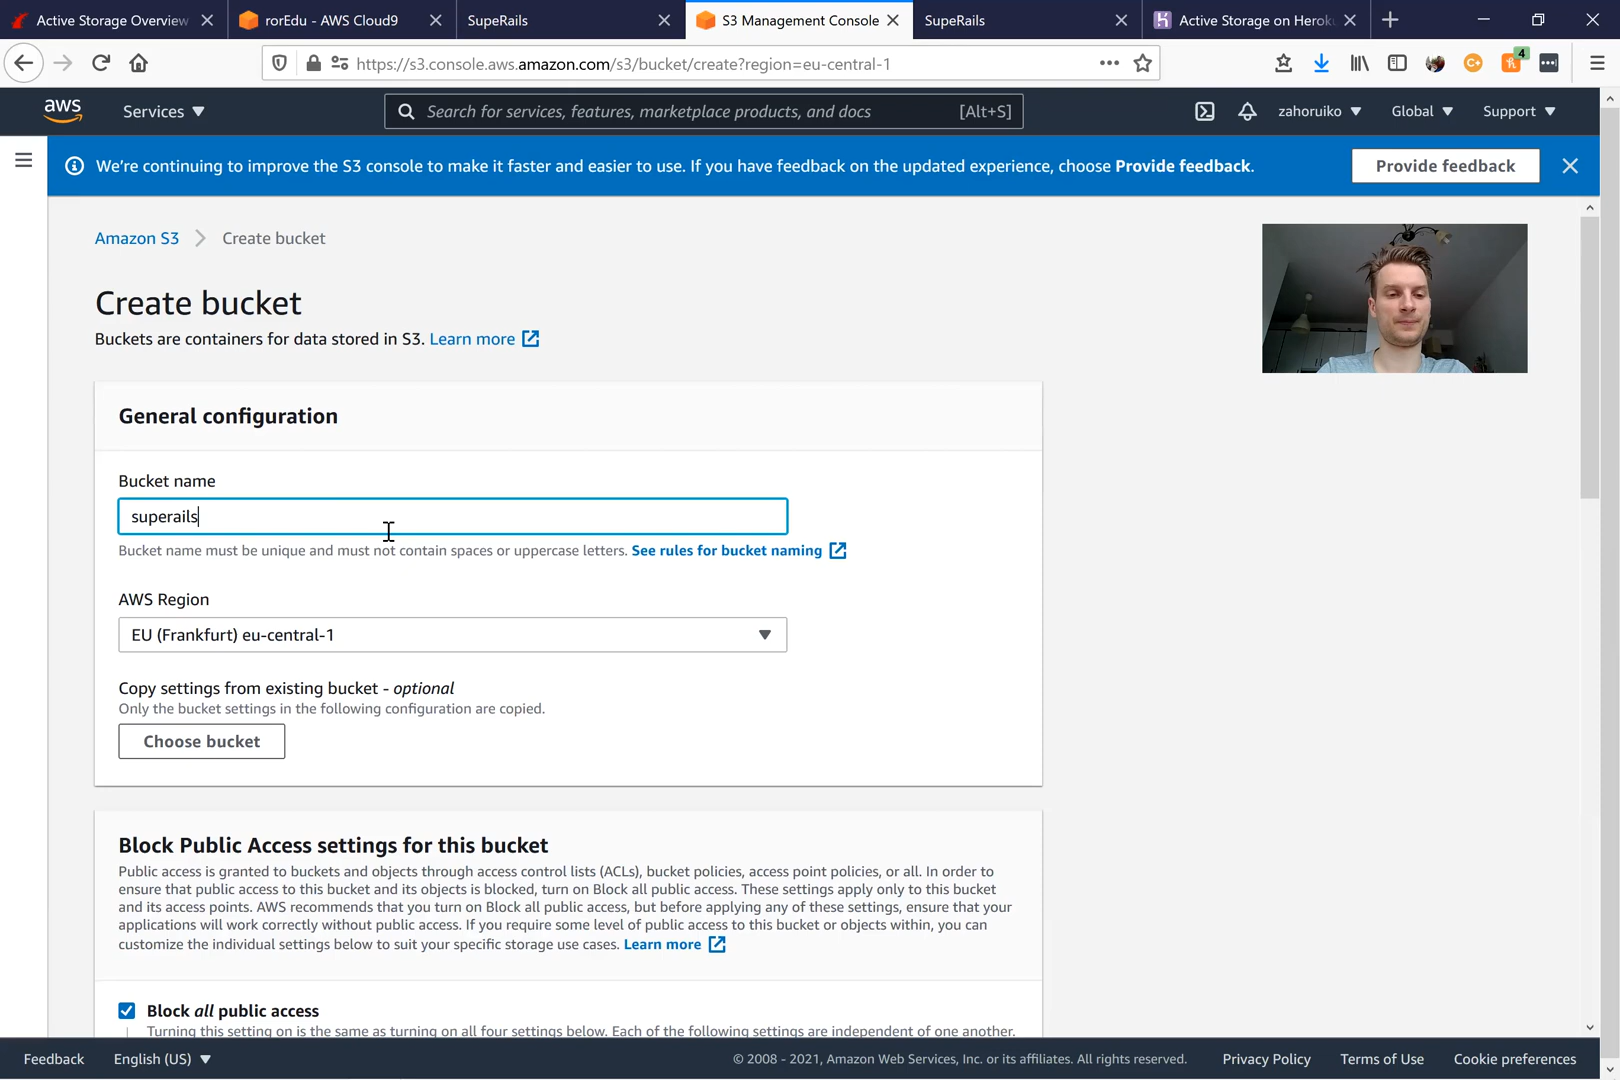 Active Storage Overview
rorEdu - AWS Cloud9
SupeRails
S3 Management Console
SupeRails
Active Storage on Heroku
https://s3.console.aws.amazon.com/s3/bucket/create?region=eu-central-1
4
aws
Services
Search for services, features, marketplace products, and docs
[Alt+S]
zahoruiko
Global
Support
We're continuing to improve the S3 console to make it faster and easier to use. If you have feedback on the updated experience, choose Provide feedback.
Provide feedback
Amazon S3
Create bucket
Create bucket
Buckets are containers for data stored in S3. Learn more
General configuration
Bucket name
superails
Bucket name must be unique and must not contain spaces or uppercase letters. See rules for bucket naming
AWS Region
EU (Frankfurt) eu-central-1
Copy settings from existing bucket - optional
Only the bucket settings in the following configuration are copied.
Choose bucket
Block Public Access settings for this bucket
Public access is granted to buckets and objects through access control lists (ACLs), bucket policies, access point policies, or all. In order to
ensure that public access to this bucket and its objects is blocked, turn on Block all public access. These settings apply only to this bucket
and its access points. AWS recommends that you turn on Block all public access, but before applying any of these settings, ensure that your
applications will work correctly without public access. If you require some level of public access to this bucket or objects within, you can
customize the individual settings below to suit your specific storage use cases. Learn more
Block all public access
Turning this setting on is the same as turning on all four settings below. Each of the following settings are independent of one another.
Feedback
English (US)
© 2008 - 2021, Amazon Web Services, Inc. or its affiliates. All rights reserved.
Privacy Policy
Terms of Use
Cookie preferences